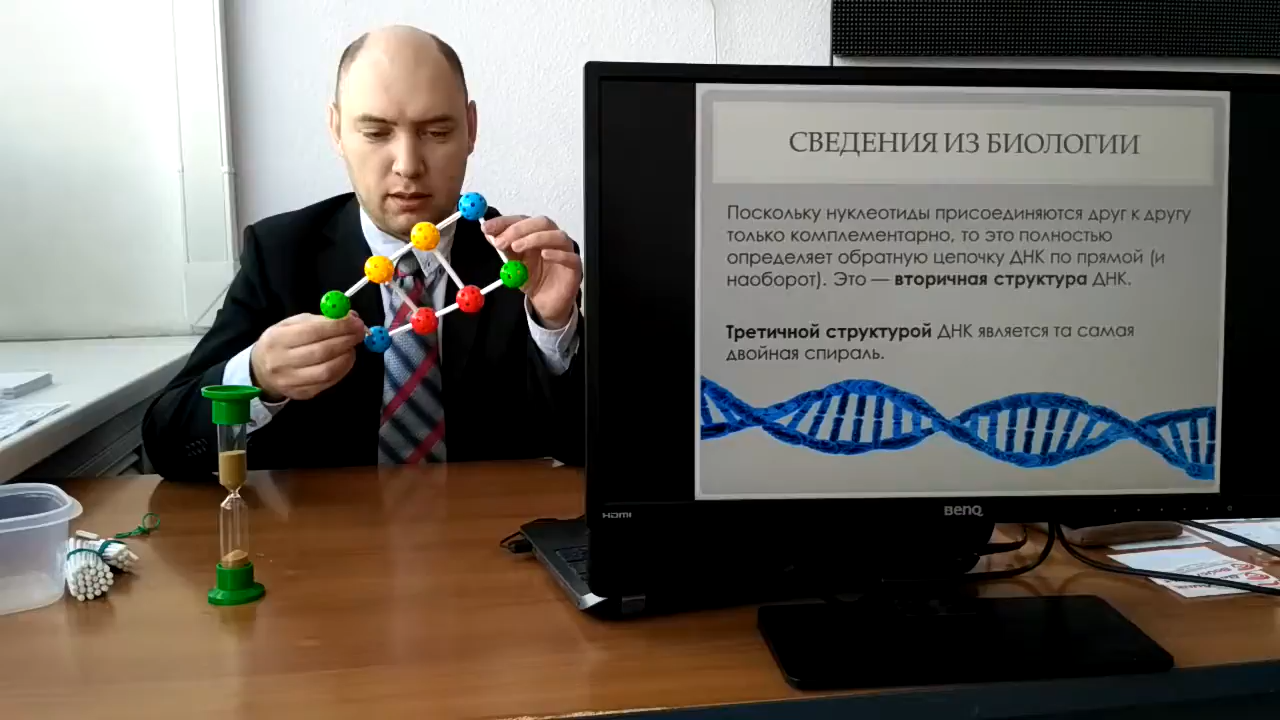 СВЕДЕНИЯ ИЗ БИОЛОГИИ
Поскольку нуклеотиды присоединяются друг к другу
только комплементарно, то это полностью
определяет обратную цепочку ДНК по прямой (и
наоборот). Это — вторичная структура ДНК.
Третичной структурой ДНК является та самая
двойная спираль.
HDMI
BenQ